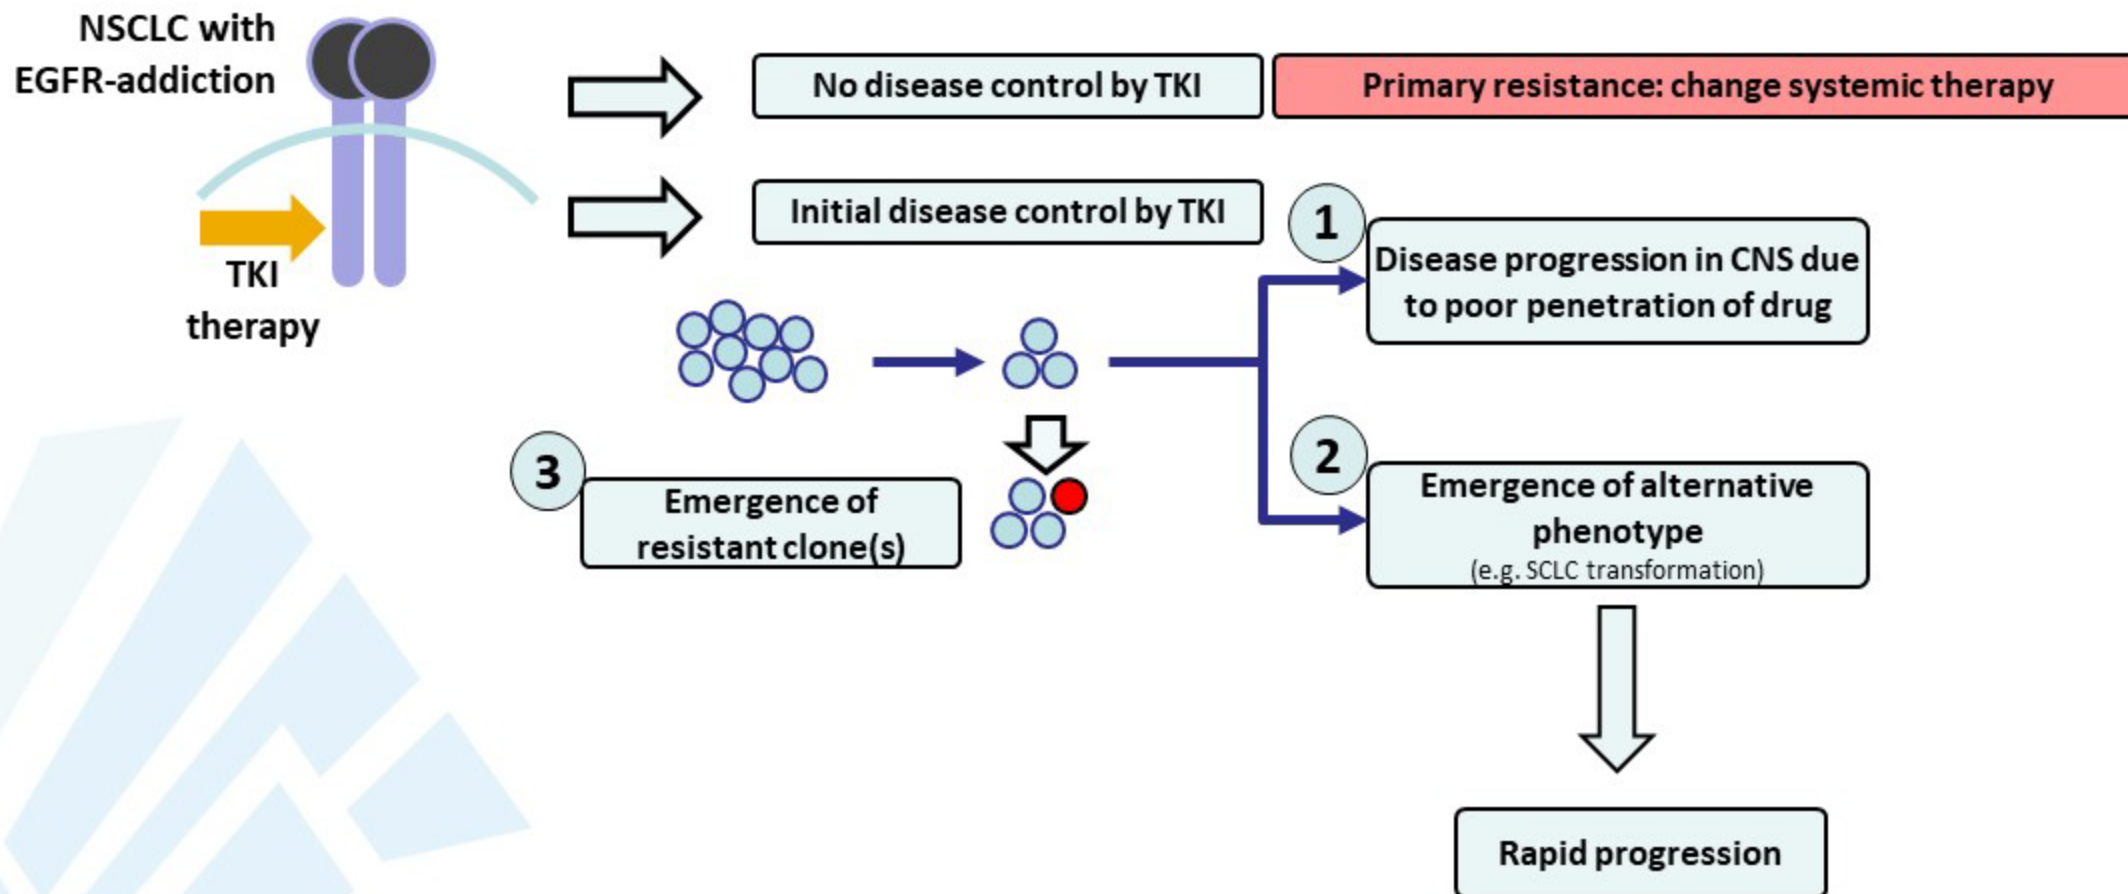 NSCLC with
EGFR-addiction
TKI
therapy
No disease control by TKI
Primary resistance: change systemic therapy
Initial disease control by TKI
1
Disease progression in CNS due
to poor penetration of drug
2
Emergence of alternative
phenotype
(e.g. SCLC transformation)
3
Emergence of
resistant clone(s)
Rapid progression